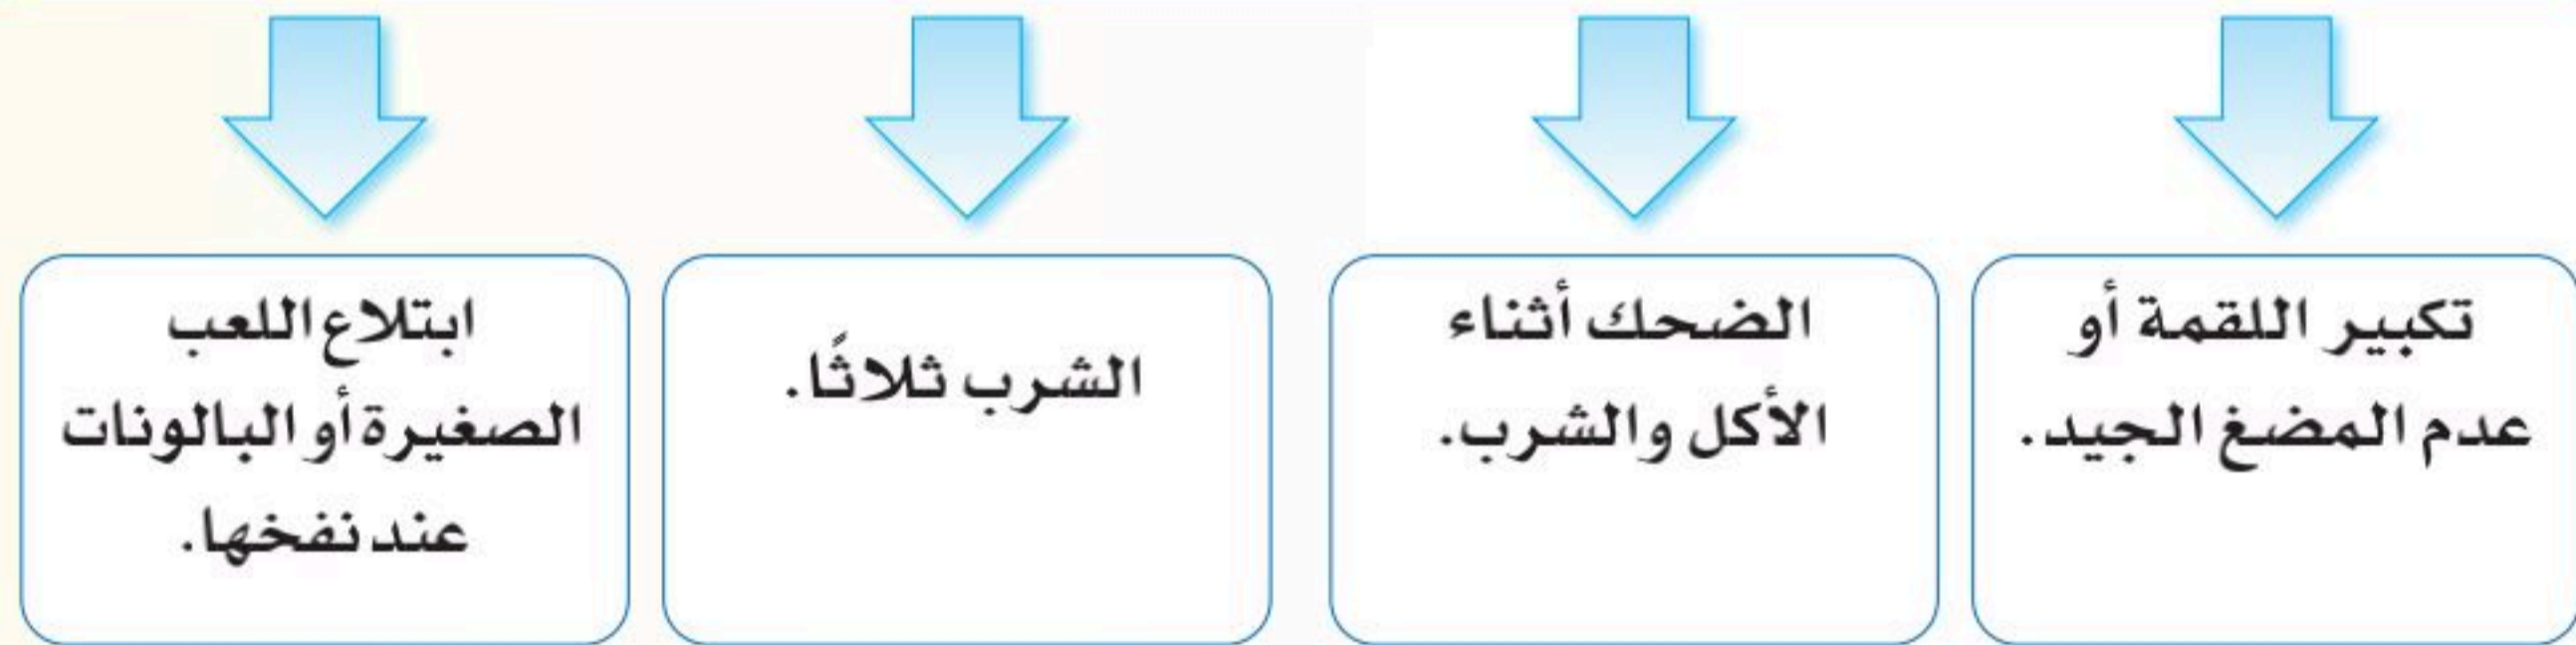 تكبير اللقمة أو
عدم المضغ الجيد.
الضحك أثناء
الأكل والشرب.
الشرب ثلاثًا.
ابتلاع اللعب
الصغيرة أو البالونات
عند نفخها.